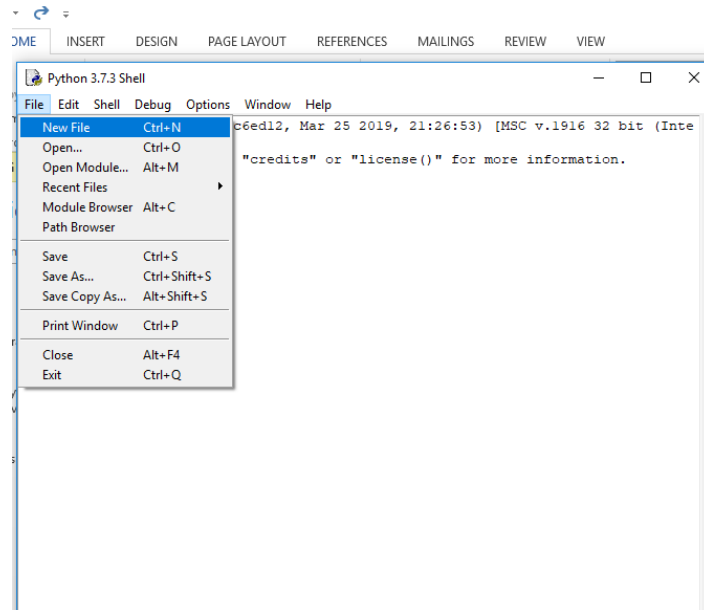 INSERT DESIGN PAGE LAYOUT REFERENCES MAILINGS REVIEW VIEW
Python 3.7.3 Shell
File Edit Shell Debug Options Window Help
New File Ctrl+N
c6ed12, Mar 25 2019, 21:26:53) [MSC v.1916 32 bit (Inte
Open... Ctrl+O
"credits" or "license()" for more information.
Open Module... Alt+M
Recent Files
Module Browser Alt+C
Path Browser
Save Ctrl+S
Save As... Ctrl+Shift+S
Save Copy As... Alt+Shift+S
Print Window Ctrl+P
Close Alt+F4
Exit Ctrl+Q